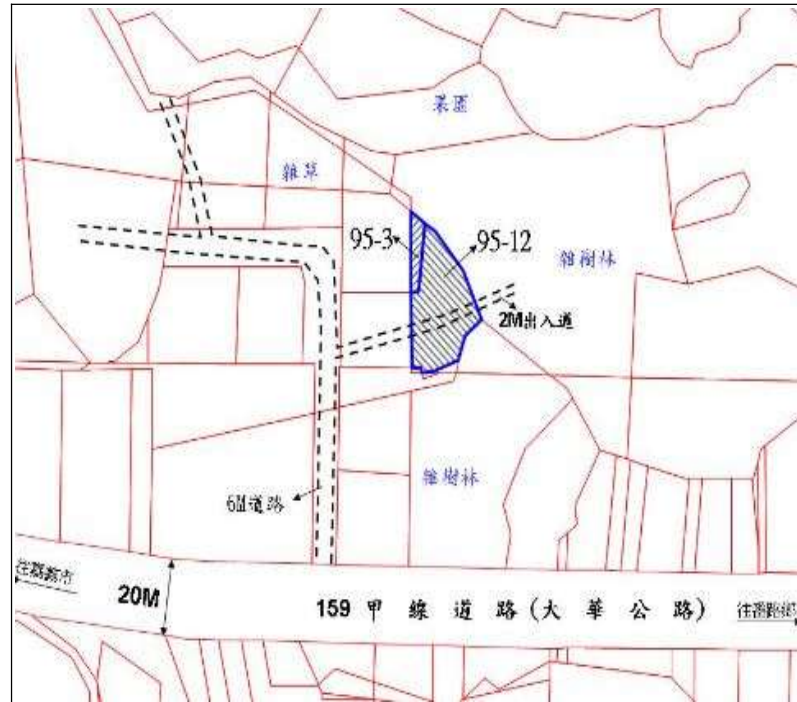 果園
雜草
95-3
95-12
雜樹林
2M出入道
雜樹林
6M道路
往嘉義市
20M
159 甲線道路(大華公路)
往番路鄉